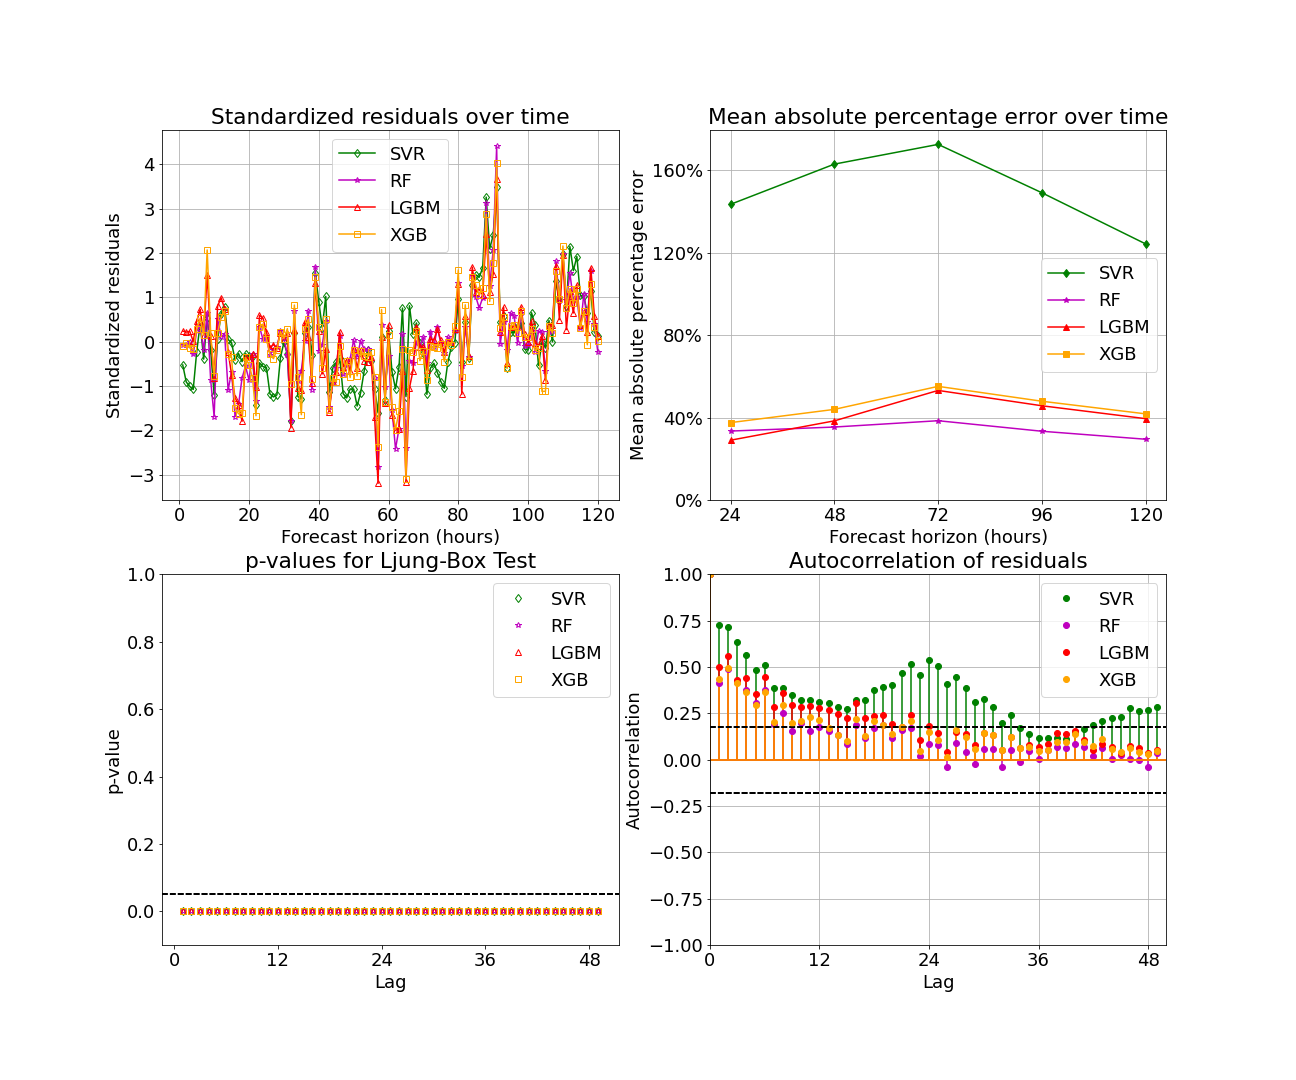 Standardized residuals over time
Standardized residuals
4
3
2
1
0
−1
−2
−3
SVR
RF
LGBM
XGB
0 20 40 60 80 100 120
Forecast horizon (hours)
Mean absolute percentage error over time
Mean absolute percentage error
160%
120%
80%
40%
0%
SVR
RF
LGBM
XGB
24 48 72 96 120
Forecast horizon (hours)
p-values for Ljung-Box Test
p-value
1.0
0.8
0.6
0.4
0.2
0.0
SVR
RF
LGBM
XGB
0 12 24 36 48
Lag
Autocorrelation of residuals
Autocorrelation
1.00
0.75
0.50
0.25
0.00
−0.25
−0.50
−0.75
−1.00
SVR
RF
LGBM
XGB
0 12 24 36 48
Lag